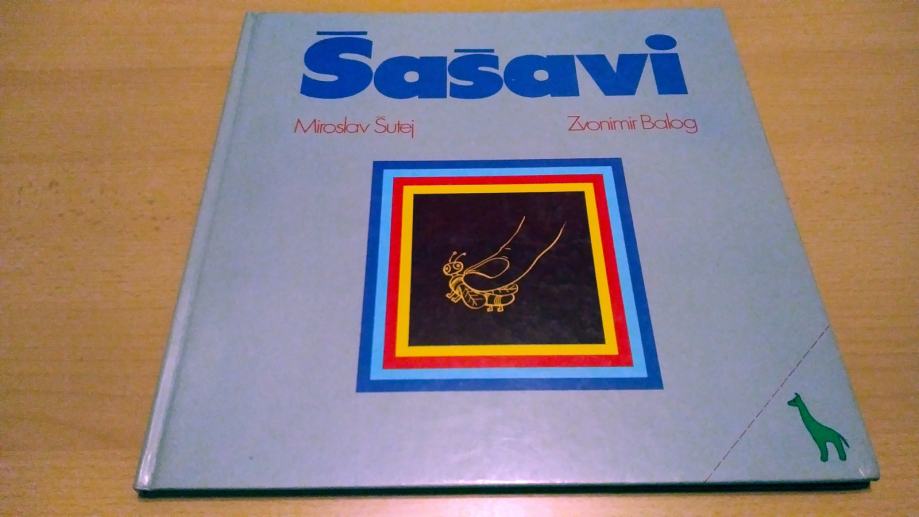 Šašavi
Miroslav Šutej
Zvonimir Balog